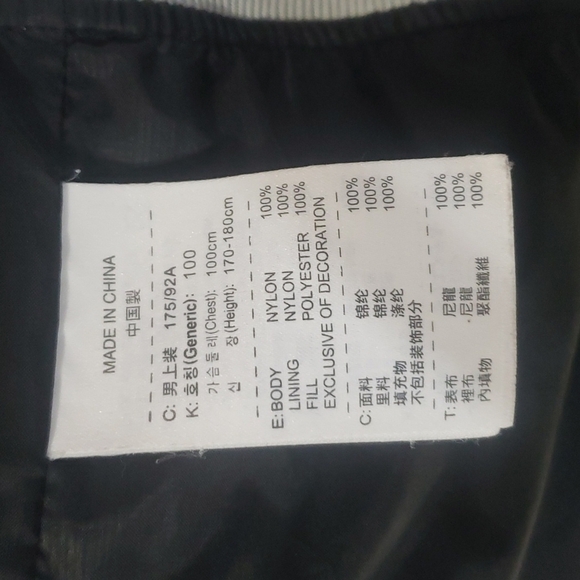 MADE IN CHINA
中国製
C: 男上装 175/92A
K: 호칭(Generic): 100
가슴둘레(Chest): 100cm
신 장(Height): 170-180cm
E: BODY NYLON 100%
LINING NYLON 100%
FILL POLYESTER 100%
EXCLUSIVE OF DECORATION
C: 面料 锦纶 100%
里料 锦纶 100%
填充物 涤纶 100%
不包括装饰部分
T: 表布 尼龍 100%
裡布 尼龍 100%
內填物 聚酯纖維 100%